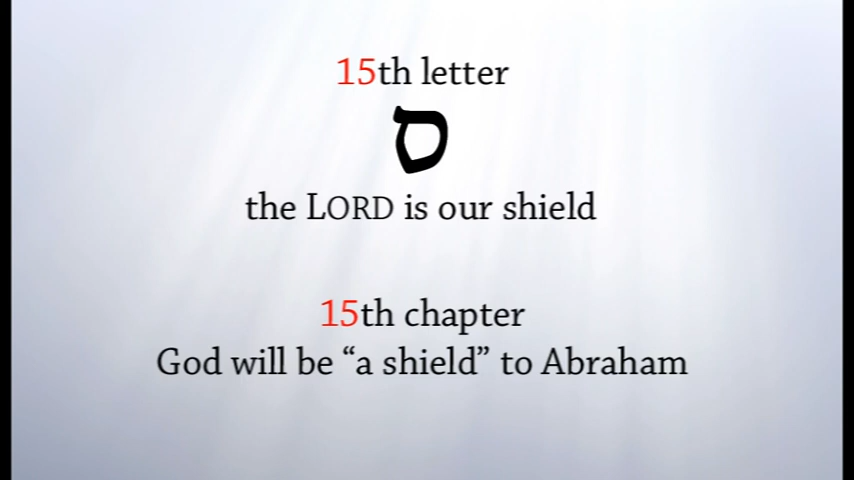 15th letter
ס
the LORD is our shield
15th chapter
God will be “a shield” to Abraham